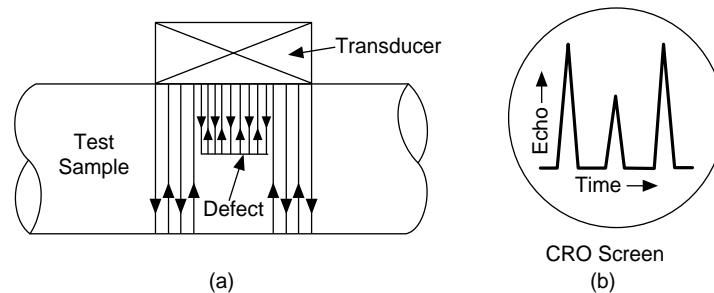 Transducer
Test
Sample
Defect
(a)
Echo
Time
CRO Screen
(b)